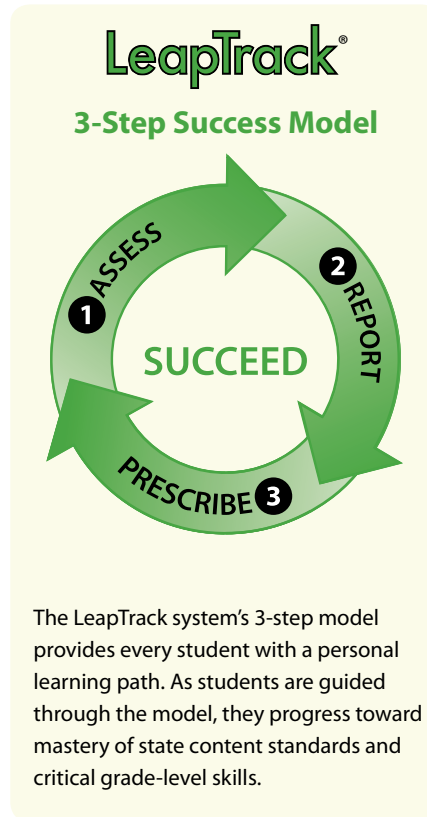 LeapTrack®
3-Step Success Model
1 ASSESS
2 REPORT
SUCCEED
PRESCRIBE 3
The LeapTrack system’s 3-step model
provides every student with a personal
learning path. As students are guided
through the model, they progress toward
mastery of state content standards and
critical grade-level skills.